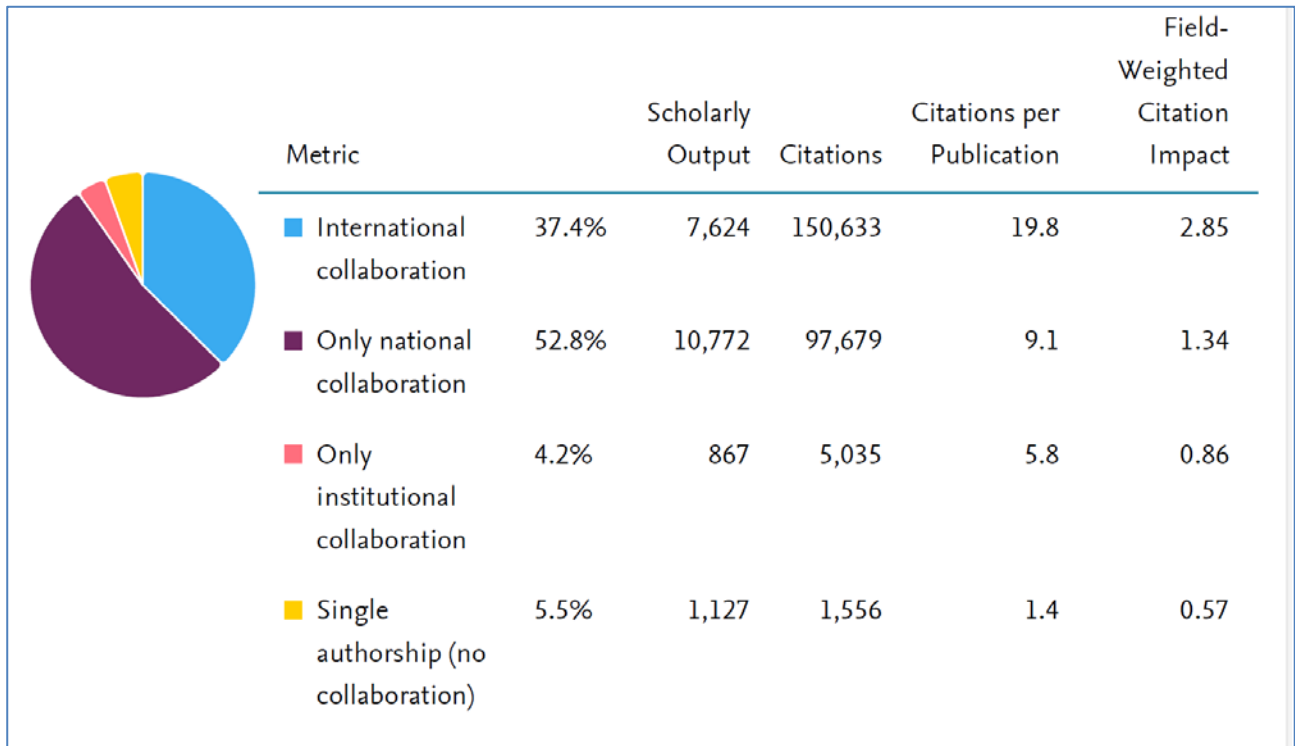 Field-
Weighted
Scholarly Citations per Citation
Metric Output Citations Publication Impact
International 37.4% 7,624 150,633 19.8 2.85
collaboration
Only national 52.8% 10,772 97,679 9.1 1.34
collaboration
Only 4.2% 867 5,035 5.8 0.86
institutional
collaboration
Single 5.5% 1,127 1,556 1.4 0.57
authorship (no
collaboration)